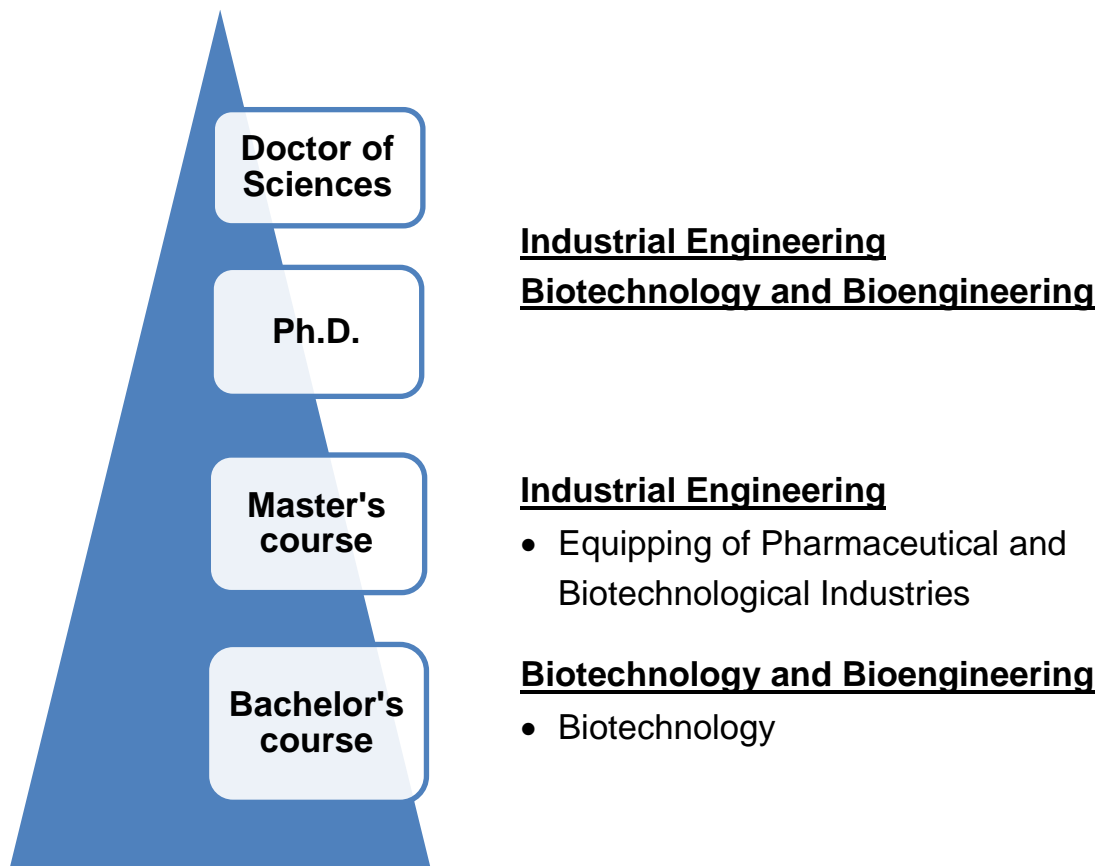 Doctor of
Sciences
Industrial Engineering
Biotechnology and Bioengineering
Ph.D.
Master's
course
Industrial Engineering
• Equipping of Pharmaceutical and
Biotechnological Industries
Bachelor's
course
Biotechnology and Bioengineering
• Biotechnology